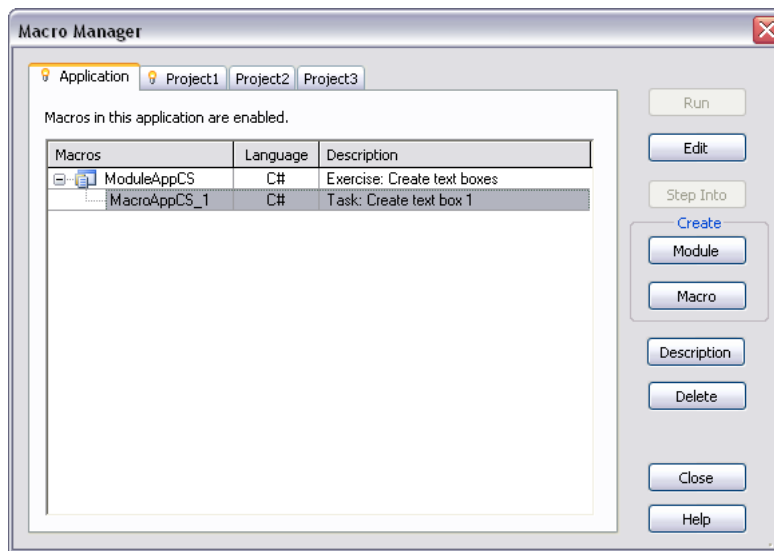 Macro Manager
Application Project1 Project2 Project3
Macros in this application are enabled.
Macros Language Description
ModuleAppCS C# Exercise: Create text boxes
MacroAppCS_1 C# Task: Create text box 1
Run
Edit
Step Into
Create
Module
Macro
Description
Delete
Close
Help